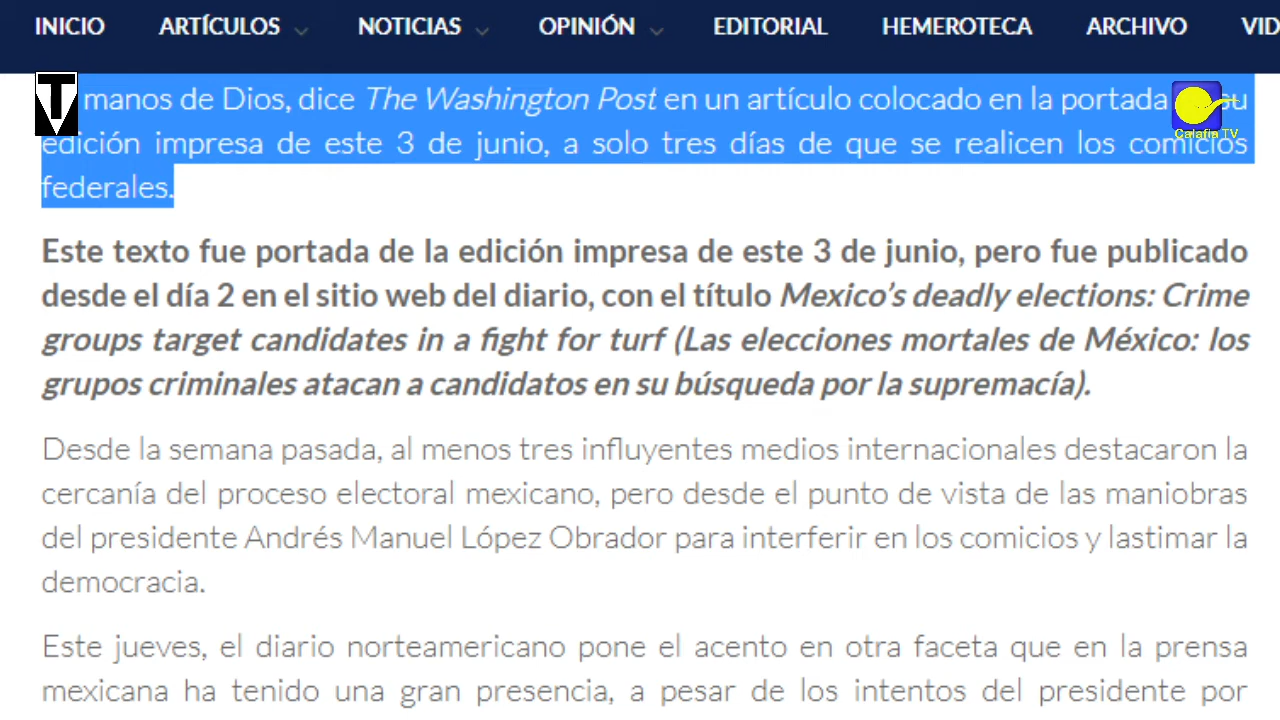 INICIO ARTÍCULOS NOTICIAS OPINIÓN EDITORIAL HEMEROTECA ARCHIVO VID
manos de Dios, dice The Washington Post en un artículo colocado en la portada su
edición impresa de este 3 de junio, a solo tres días de que se realicen los comicios
federales.
Calafia TV
Este texto fue portada de la edición impresa de este 3 de junio, pero fue publicado
desde el día 2 en el sitio web del diario, con el título Mexico’s deadly elections: Crime
groups target candidates in a fight for turf (Las elecciones mortales de México: los
grupos criminales atacan a candidatos en su búsqueda por la supremacía).
Desde la semana pasada, al menos tres influyentes medios internacionales destacaron la
cercanía del proceso electoral mexicano, pero desde el punto de vista de las maniobras
del presidente Andrés Manuel López Obrador para interferir en los comicios y lastimar la
democracia.
Este jueves, el diario norteamericano pone el acento en otra faceta que en la prensa
mexicana ha tenido una gran presencia, a pesar de los intentos del presidente por